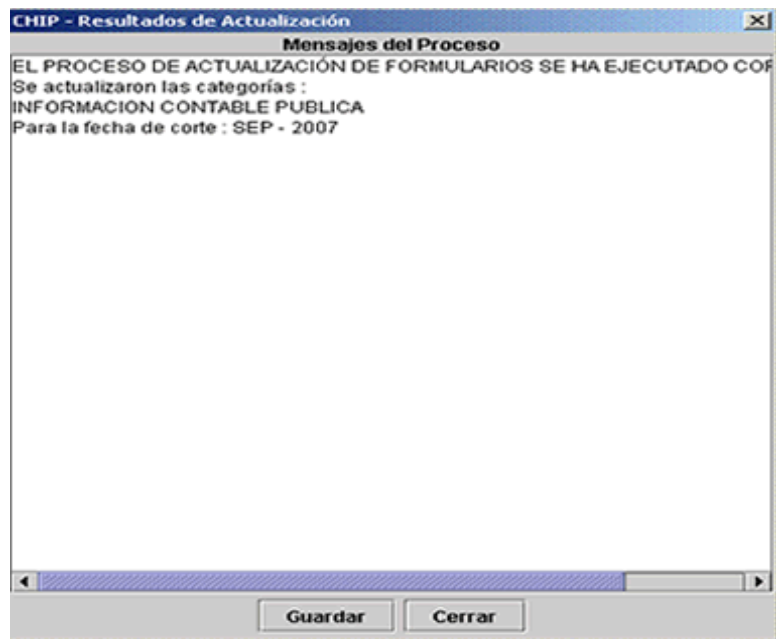 CHIP - Resultados de Actualización
Mensajes del Proceso
EL PROCESO DE ACTUALIZACIÓN DE FORMULARIOS SE HA EJECUTADO
Se actualizaron las categorías :
INFORMACION CONTABLE PUBLICA
Para la fecha de corte : SEP - 2007
Guardar
Cerrar